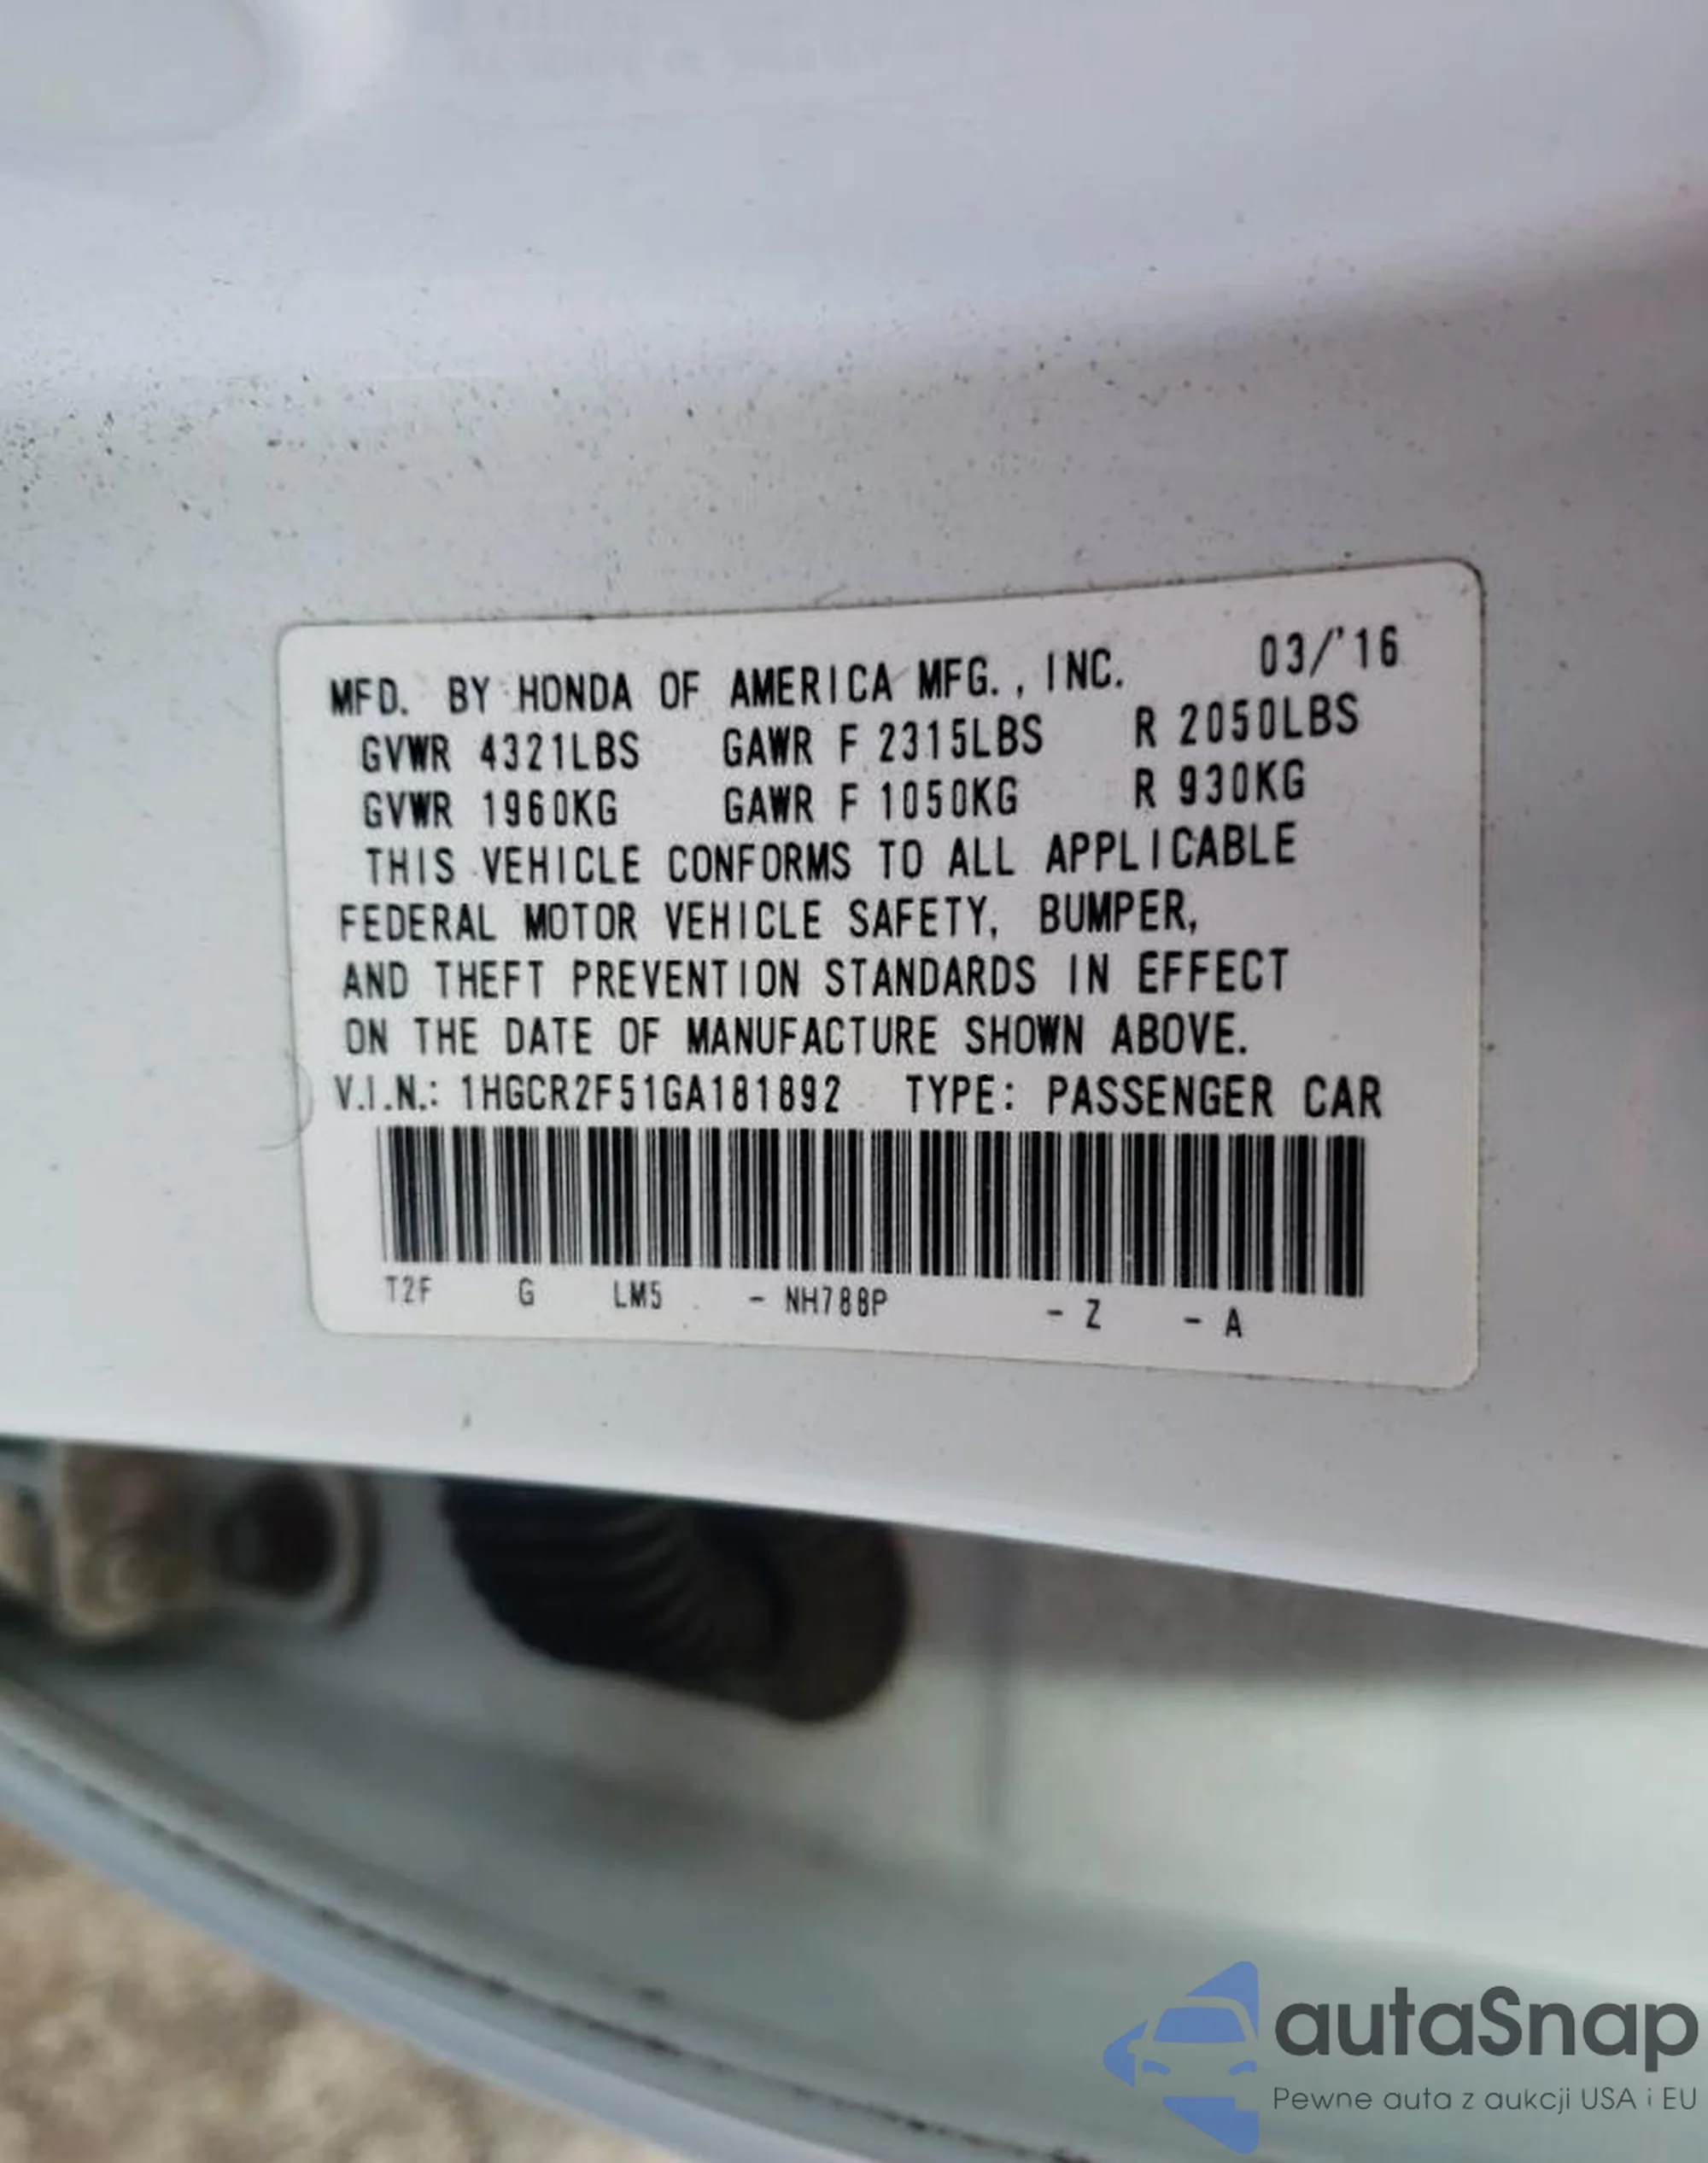 MFD. BY HONDA OF AMERICA MFG., INC. 03/'16
GVWR 4321LBS GAWR F 2315LBS R 2050LBS
GVWR 1960KG GAWR F 1050KG R 930KG
THIS VEHICLE CONFORMS TO ALL APPLICABLE
FEDERAL MOTOR VEHICLE SAFETY, BUMPER,
AND THEFT PREVENTION STANDARDS IN EFFECT
ON THE DATE OF MANUFACTURE SHOWN ABOVE.
V.I.N.: 1HGCR2F51GA181892 TYPE: PASSENGER CAR
T2F G LM5 - NH788P - Z - A
autaSnap
Pewne auta z aukcji USA i EU